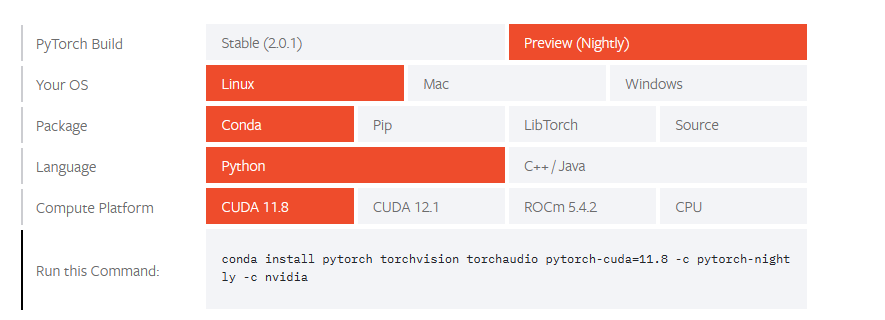 PyTorch Build Stable (2.0.1) Preview (Nightly)
Your OS Linux Mac Windows
Package Conda Pip LibTorch Source
Language Python C++ / Java
Compute Platform CUDA 11.8 CUDA 12.1 ROCm 5.4.2 CPU
Run this Command: conda install pytorch torchvision torchaudio pytorch-cuda=11.8 -c pytorch-night
ly -c nvidia